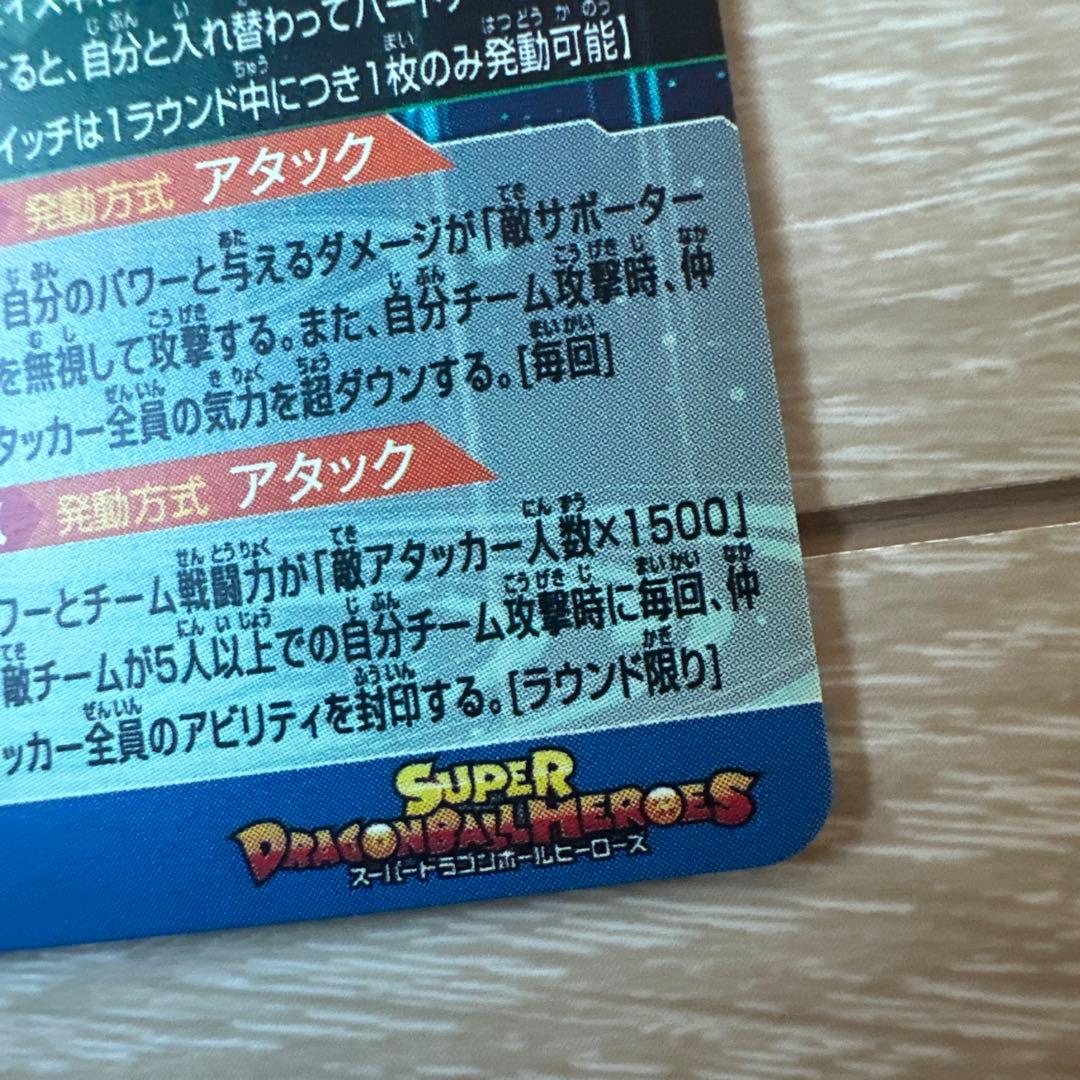 すると、自分と入れ替わって
イッチは1ラウンド中につき1枚のみ発動可能】
発動方式 アタック
自分のパワーと与えるダメージが「敵サポーター
を無視して攻撃する。また、自分チーム攻撃時、仲
タッカー全員の気力を超ダウンする。[毎回]
発動方式 アタック
ワーとチーム戦闘力が「敵アタッカー人数×1500」
敵チームが5人以上での自分チーム攻撃時に毎回、仲
ッカー全員のアビリティを封印する。[ラウンド限り]
SUPER
DRAGONBALL HEROES
スーパードラゴンボールヒーローズ